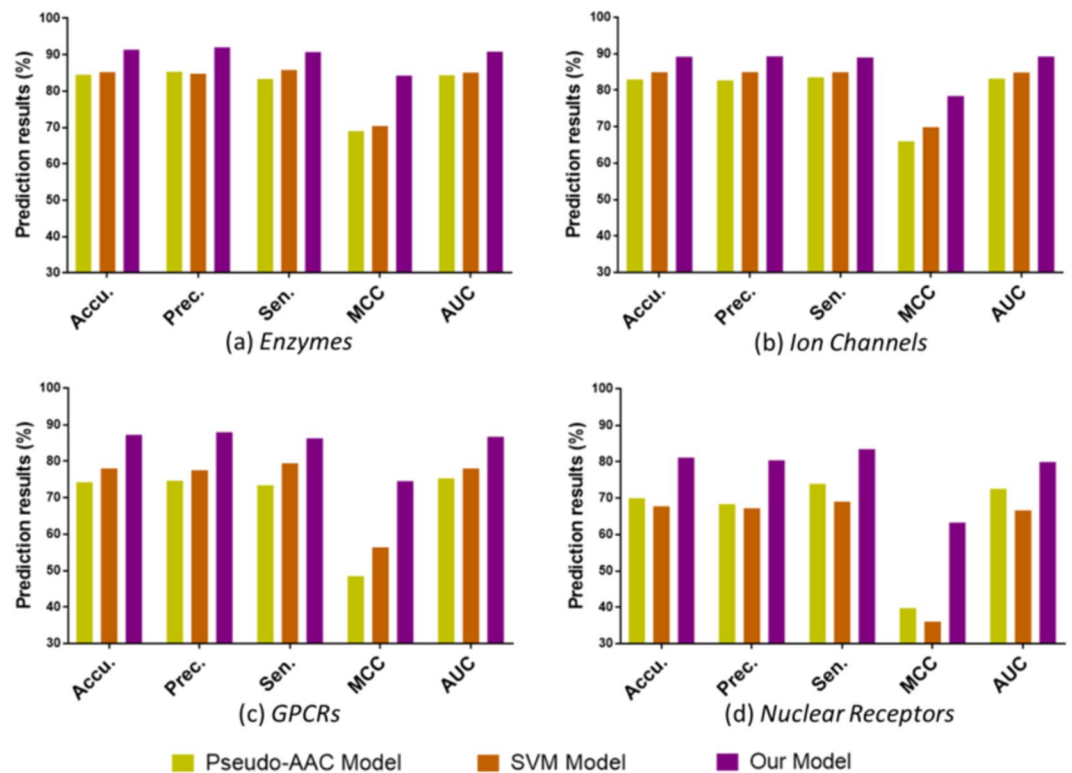 Prediction results (%)
100
90
80
70
60
50
40
30
Accu.
Prec.
Sen.
MCC
AUC
(a) Enzymes
Prediction results (%)
100
90
80
70
60
50
40
30
Accu.
Prec.
Sen.
MCC
AUC
(b) Ion Channels
Prediction results (%)
100
90
80
70
60
50
40
30
Accu.
Prec.
Sen.
MCC
AUC
(c) GPCRs
Prediction results (%)
100
90
80
70
60
50
40
30
Accu.
Prec.
Sen.
MCC
AUC
(d) Nuclear Receptors
Pseudo-AAC Model
SVM Model
Our Model